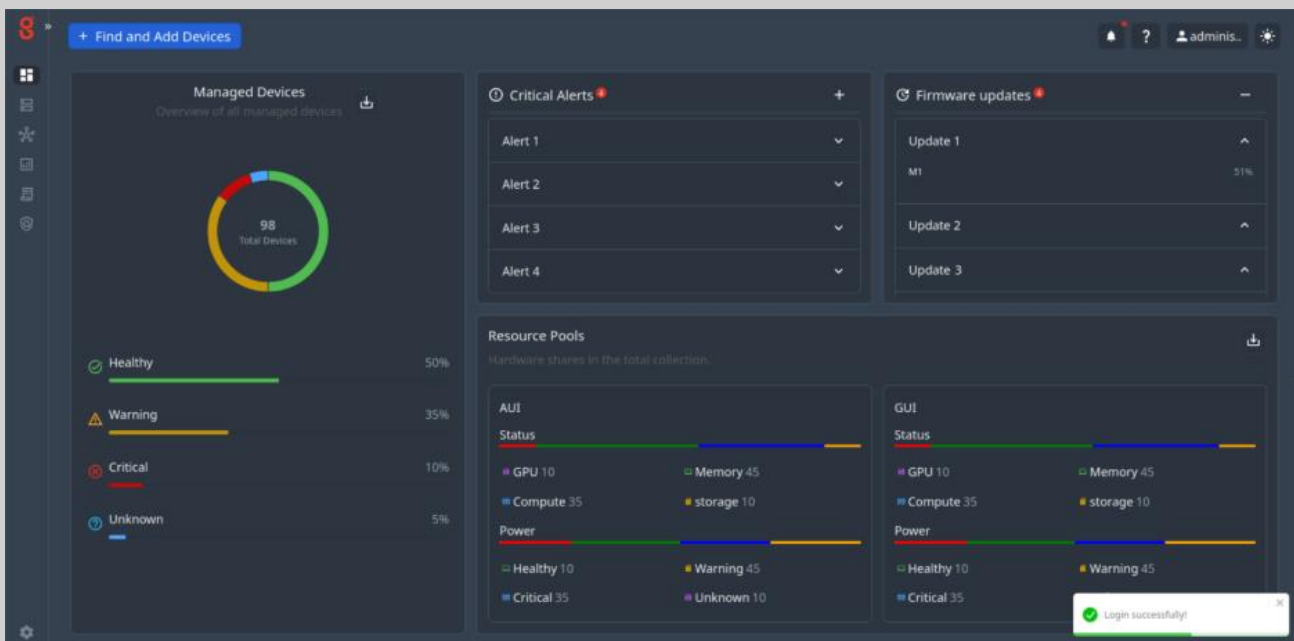 g »
+ Find and Add Devices
? adminis..
Managed Devices
Overview of all managed devices
98
Total Devices
Healthy 50%
Warning 35%
Critical 10%
Unknown 5%
Critical Alerts 4
+
Alert 1
Alert 2
Alert 3
Alert 4
Firmware updates 4
−
Update 1
M1 51%
Update 2
Update 3
Resource Pools
Hardware shares in the total collection.
AUI
Status
GPU 10 Memory 45
Compute 35 storage 10
Power
Healthy 10 Warning 45
Critical 35 Unknown 10
GUI
Status
GPU 10 Memory 45
Compute 35 storage 10
Power
Healthy 10 Warning 45
Critical 35
Login successfully!